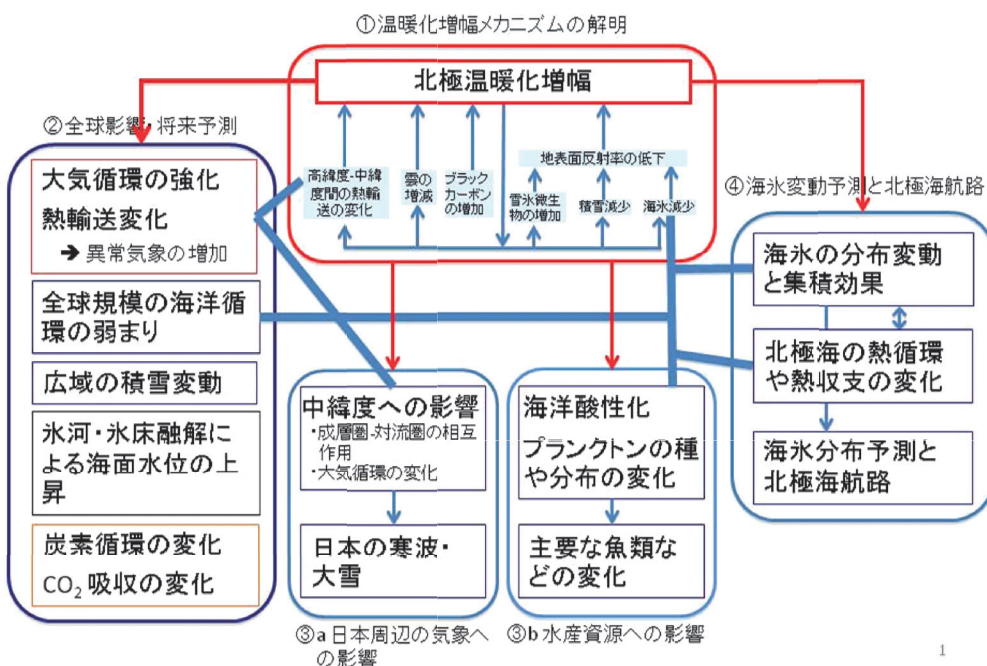 ①温暖化増幅メカニズムの解明
北極温暖化増幅
高緯度-中緯
度間の熱輸
送の変化
雲の
増減
ブラック
カーボン
の増加
地表面反射率の低下
雪氷微生
物の増加
積雪減少
海氷減少
②全球影響・将来予測
大気循環の強化
熱輸送変化
➔ 異常気象の増加
全球規模の海洋循
環の弱まり
広域の積雪変動
氷河・氷床融解に
よる海面水位の上
昇
炭素循環の変化
CO₂ 吸収の変化
中緯度への影響
・成層圏-対流圏の相互
作用
・大気循環の変化
日本の寒波・
大雪
③a 日本周辺の気象へ
の影響
海洋酸性化
プランクトンの種
や分布の変化
主要な魚類な
どの変化
③b 水産資源への影響
④海氷変動予測と北極海航路
海氷の分布変動
と集積効果
北極海の熱循環
や熱収支の変化
海氷分布予測と
北極海航路
1